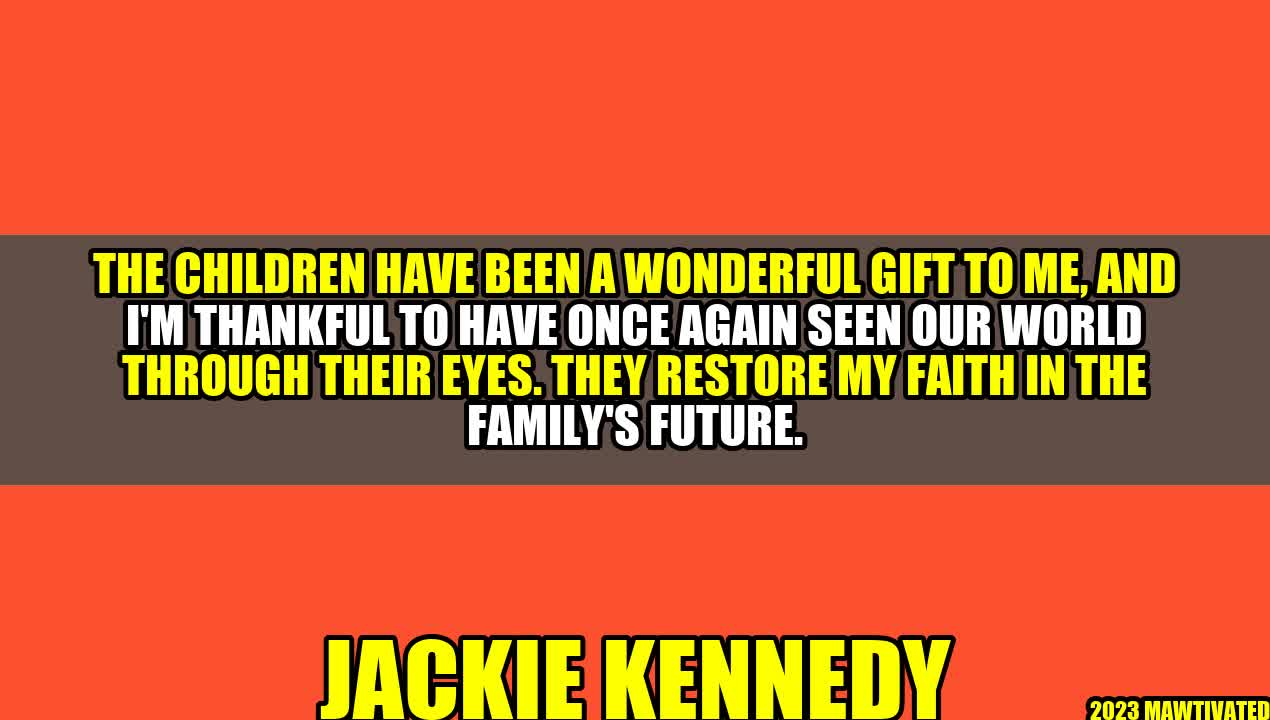 THE CHILDREN HAVE BEEN A WONDERFUL GIFT TO ME, AND
I'M THANKFUL TO HAVE ONCE AGAIN SEEN OUR WORLD
THROUGH THEIR EYES. THEY RESTORE MY FAITH IN THE
FAMILY'S FUTURE.
JACKIE KENNEDY
2023 MAWTIVATED